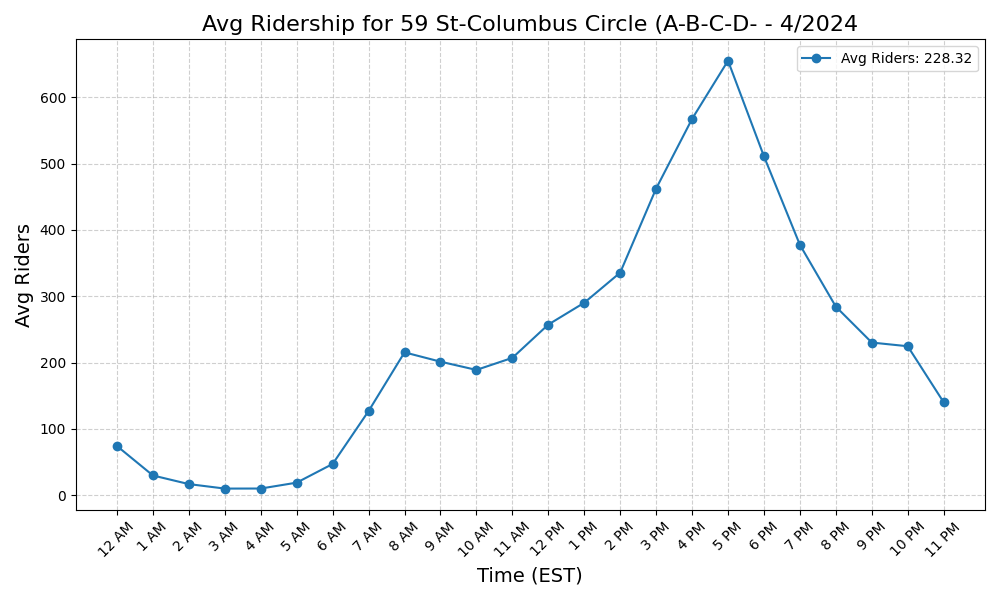 Avg Ridership for 59 St-Columbus Circle (A-B-C-D- - 4/2024
Avg Riders: 228.32
Avg Riders
600
500
400
300
200
100
0
12 AM
1 AM
2 AM
3 AM
4 AM
5 AM
6 AM
7 AM
8 AM
9 AM
10 AM
11 AM
12 PM
1 PM
2 PM
3 PM
4 PM
5 PM
6 PM
7 PM
8 PM
9 PM
10 PM
11 PM
Time (EST)